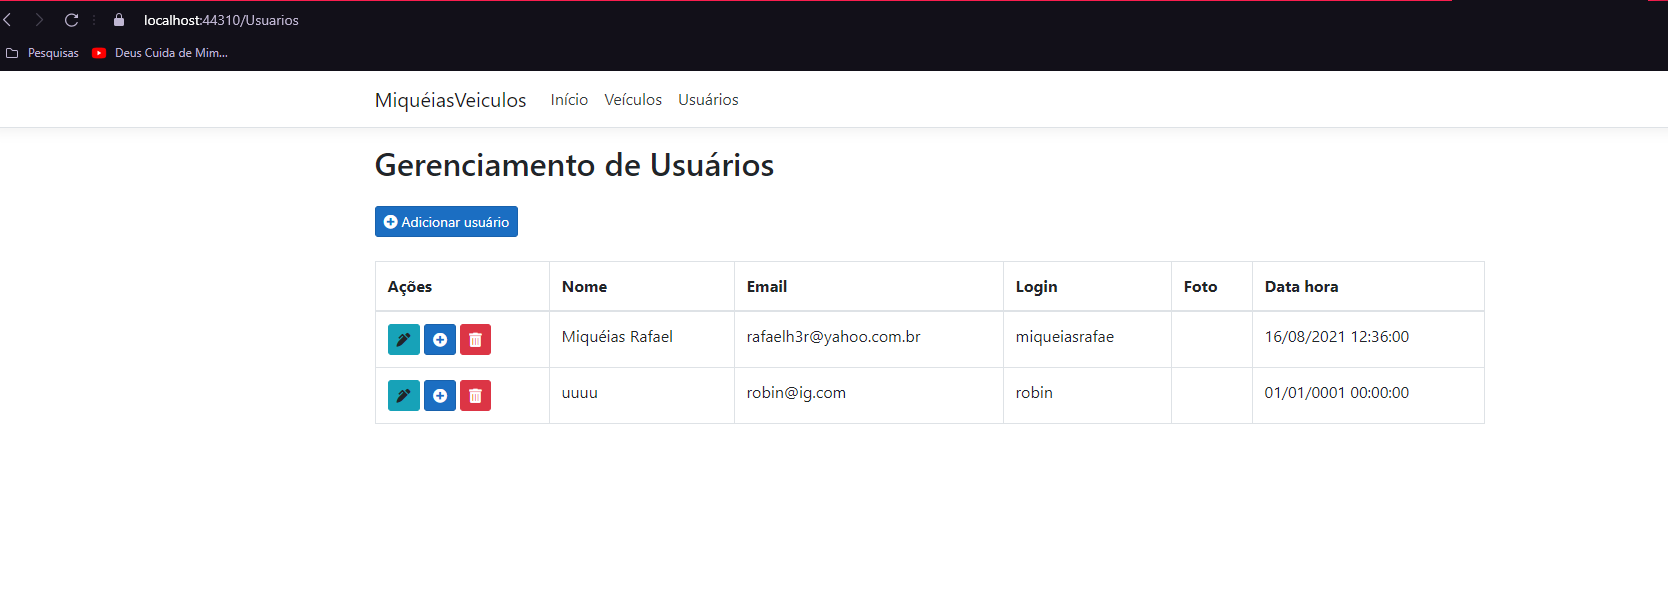 localhost:44310/Usuarios
Pesquisas Deus Cuida de Mim...
MiquéiasVeiculos Início Veículos Usuários
Gerenciamento de Usuários
Adicionar usuário
Ações Nome Email Login Foto Data hora
Miquéias Rafael rafaelh3r@yahoo.com.br miqueiasrafae 16/08/2021 12:36:00
uuuu robin@ig.com robin 01/01/0001 00:00:00